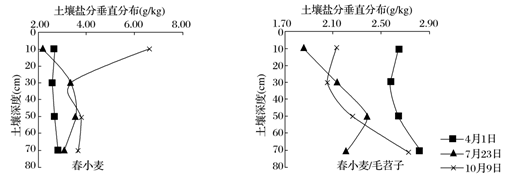 土壤盐分垂直分布(g/kg)
2.00 4.00 6.00 8.00
0
10
20
30
40
50
60
70
80
土壤深度(cm)
春小麦
土壤盐分垂直分布(g/kg)
1.70 2.10 2.50 2.90
0
10
20
30
40
50
60
70
80
土壤深度(cm)
春小麦/毛苕子
4月1日
7月23日
10月9日